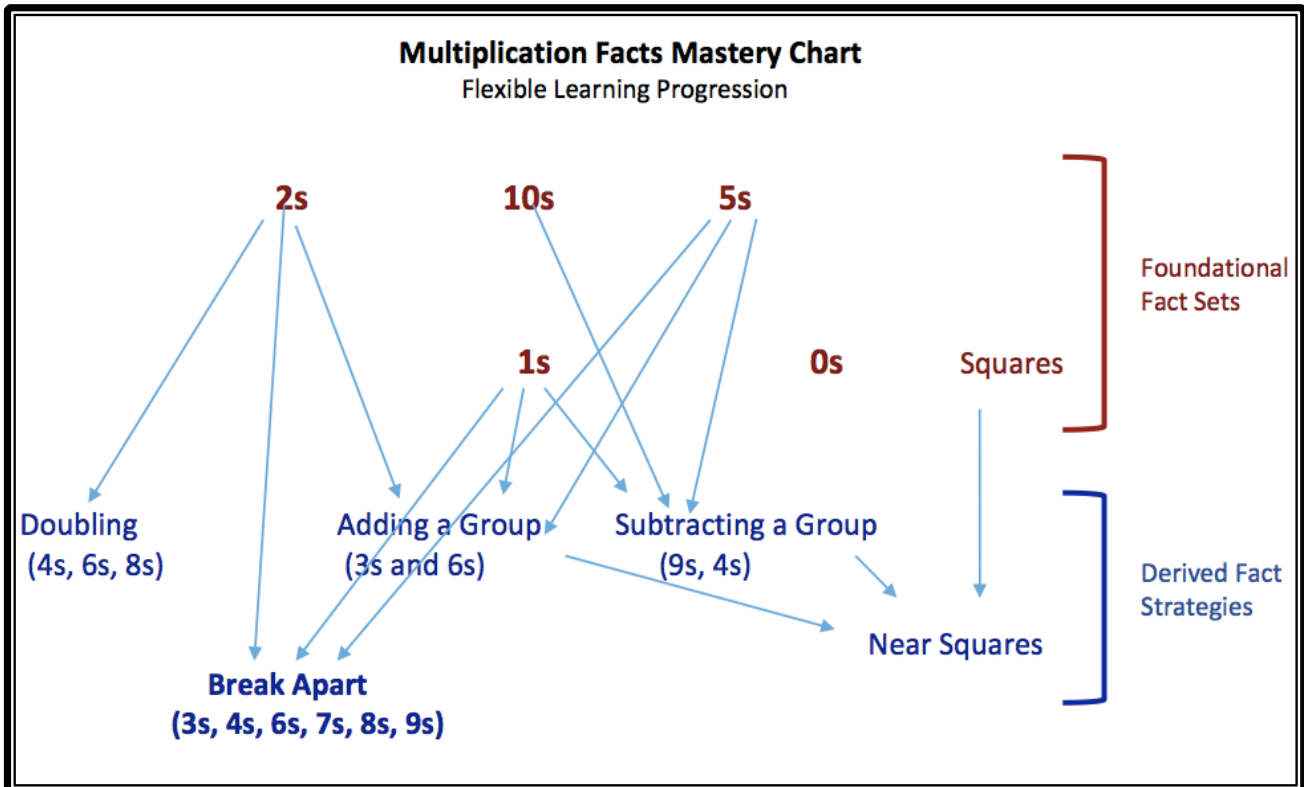 Multiplication Facts Mastery Chart
Flexible Learning Progression
2s
10s
5s
Foundational
Fact Sets
1s
0s
Squares
Doubling
(4s, 6s, 8s)
Adding a Group
(3s and 6s)
Subtracting a Group
(9s, 4s)
Derived Fact
Strategies
Near Squares
Break Apart
(3s, 4s, 6s, 7s, 8s, 9s)